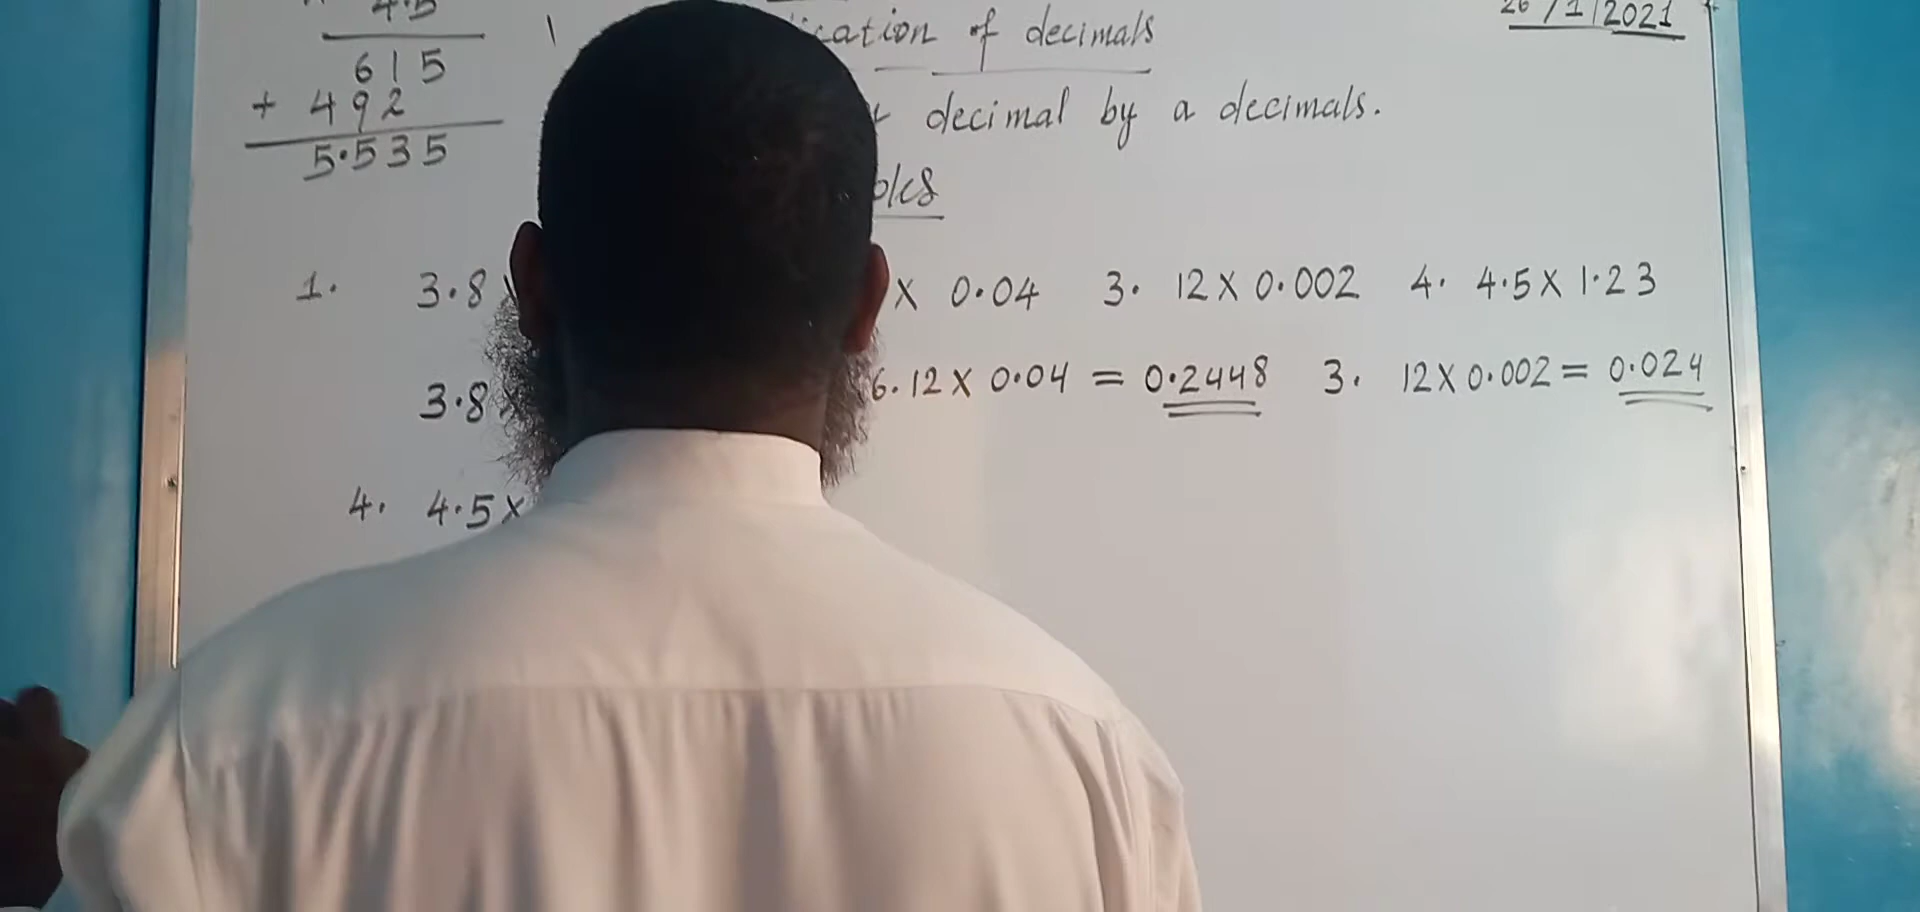 4.5
615
+ 492
5.535
26/1/2021
of decimals
decimal by a decimals.
1. 3.8 X 0.04 3. 12 X 0.002 4. 4.5 X 1.23
3.8 6.12 X 0.04 = 0.2448 3. 12 X 0.002 = 0.024
4. 4.5 X